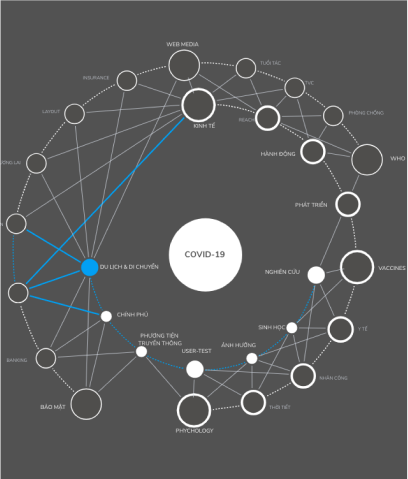 WEB MEDIA
TUỔI TÁC
INSURANCE
TVC
LAYOUT
KINH TẾ
REACH
PHÒNG CHỐNG
HÀNH ĐỘNG
WHO
PHÁT TRIỂN
COVID-19
DU LỊCH & DI CHUYỂN
NGHIÊN CỨU
VACCINES
CHÍNH PHỦ
SINH HỌC
Y TẾ
PHƯƠNG TIỆN
TRUYỀN THÔNG
ẢNH HƯỞNG
USER-TEST
BANKING
NHÂN CÔNG
BẢO MẬT
THỜI TIẾT
PHYCHOLOGY